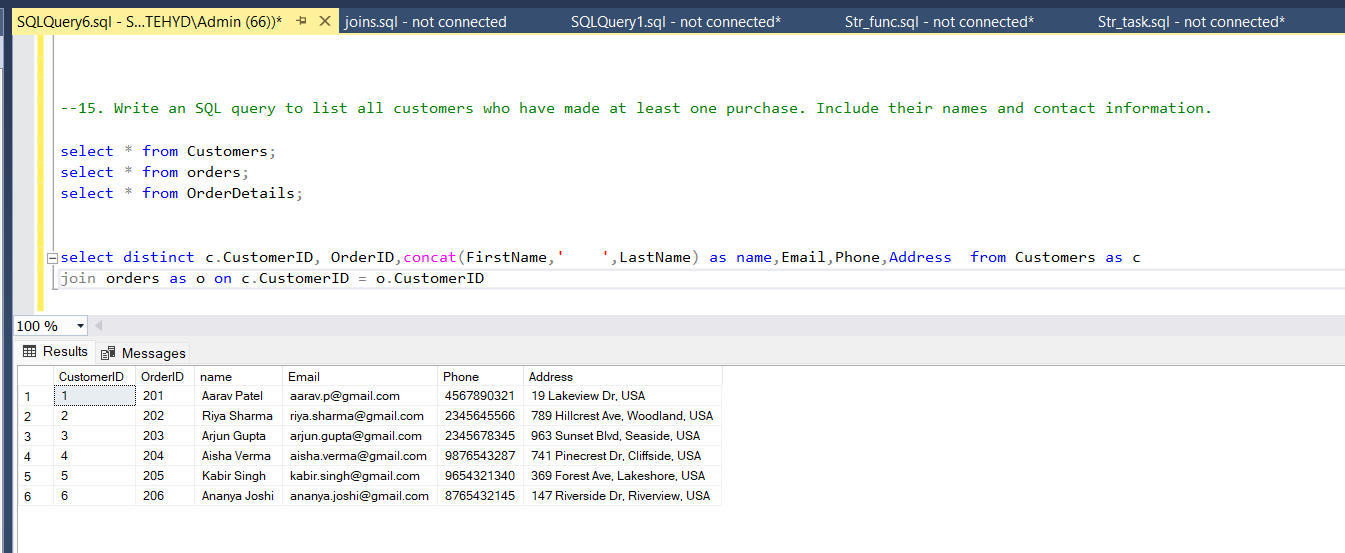 SQLQuery6.sql - S...TEHYD\Admin (66))* joins.sql - not connected SQLQuery1.sql - not connected* Str_func.sql - not connected* Str_task.sql - not connected*
--15. Write an SQL query to list all customers who have made at least one purchase. Include their names and contact information.
select * from Customers;
select * from orders;
select * from OrderDetails;
select distinct c.CustomerID, OrderID,concat(FirstName,'    ',LastName) as name,Email,Phone,Address  from Customers as c
join orders as o on c.CustomerID = o.CustomerID
100 %
Results Messages
CustomerID OrderID name Email Phone Address
1 1 201 Aarav Patel aarav.p@gmail.com 4567890321 19 Lakeview Dr, USA
2 2 202 Riya Sharma riya.sharma@gmail.com 2345645566 789 Hillcrest Ave, Woodland, USA
3 3 203 Arjun Gupta arjun.gupta@gmail.com 2345678345 963 Sunset Blvd, Seaside, USA
4 4 204 Aisha Verma aisha.verma@gmail.com 9876543287 741 Pinecrest Dr, Cliffside, USA
5 5 205 Kabir Singh kabir.singh@gmail.com 9654321340 369 Forest Ave, Lakeshore, USA
6 6 206 Ananya Joshi ananya.joshi@gmail.com 8765432145 147 Riverside Dr, Riverview, USA